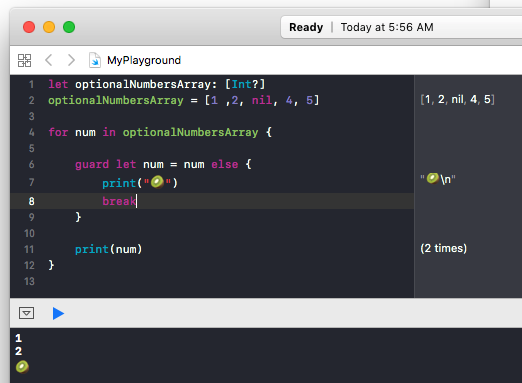 Ready | Today at 5:56 AM
MyPlayground
1 let optionalNumbersArray: [Int?]
2 optionalNumbersArray = [1 ,2, nil, 4, 5]
[1, 2, nil, 4, 5]
3
4 for num in optionalNumbersArray {
5
6 guard let num = num else {
7 print("🥝")
"🥝\n"
8 break
9 }
10
11 print(num)
(2 times)
12 }
13
1
2
🥝